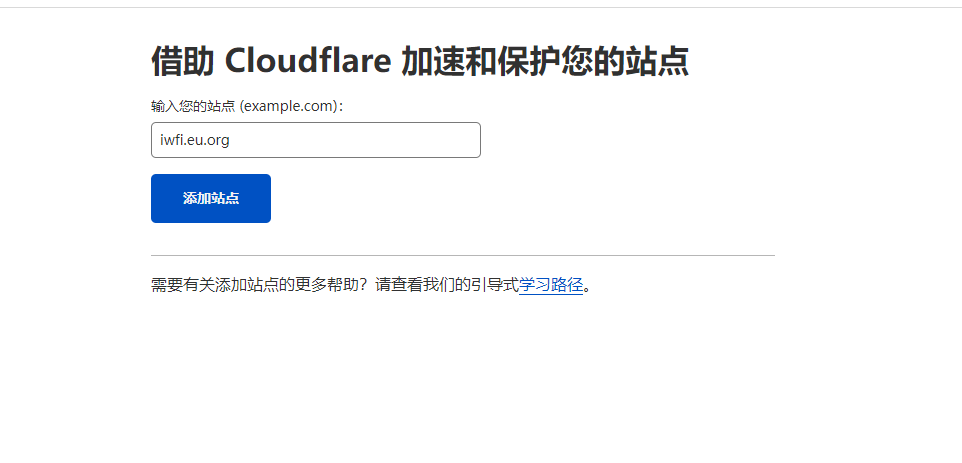 借助 Cloudflare 加速和保护您的站点
输入您的站点 (example.com)：
iwfi.eu.org
添加站点
需要有关添加站点的更多帮助？请查看我们的引导式学习路径。